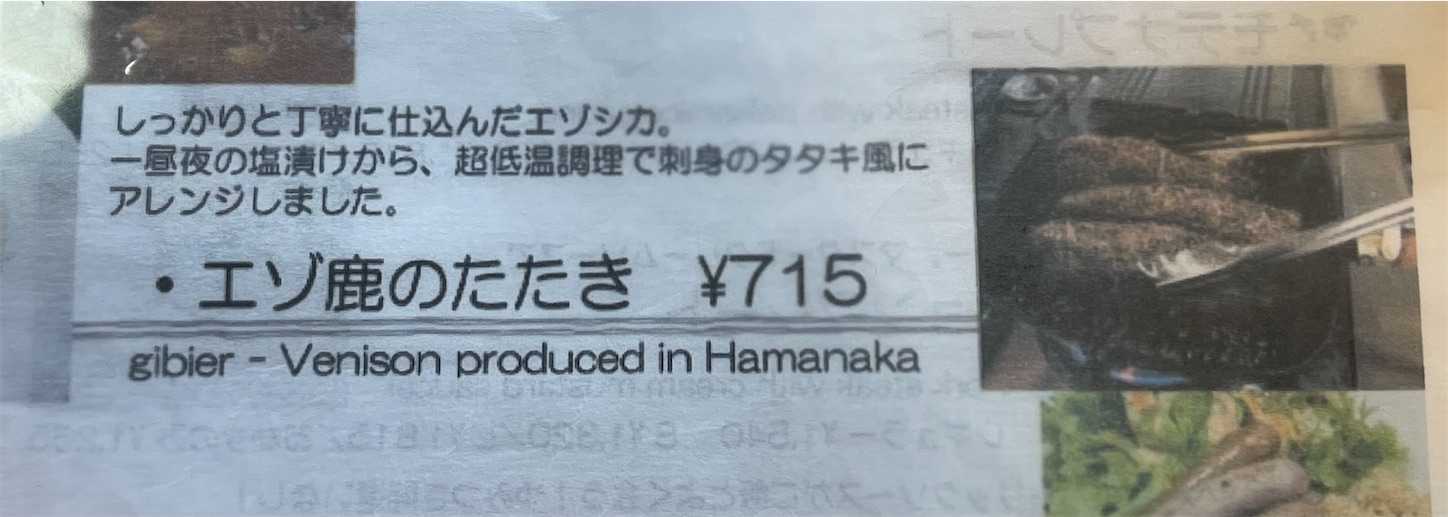 しっかりと丁寧に仕込んだエゾシカ。
一昼夜の塩漬けから、超低温調理で刺身のタタキ風に
アレンジしました。
・エゾ鹿のたたき ¥715
gibier - Venison produced in Hamanaka